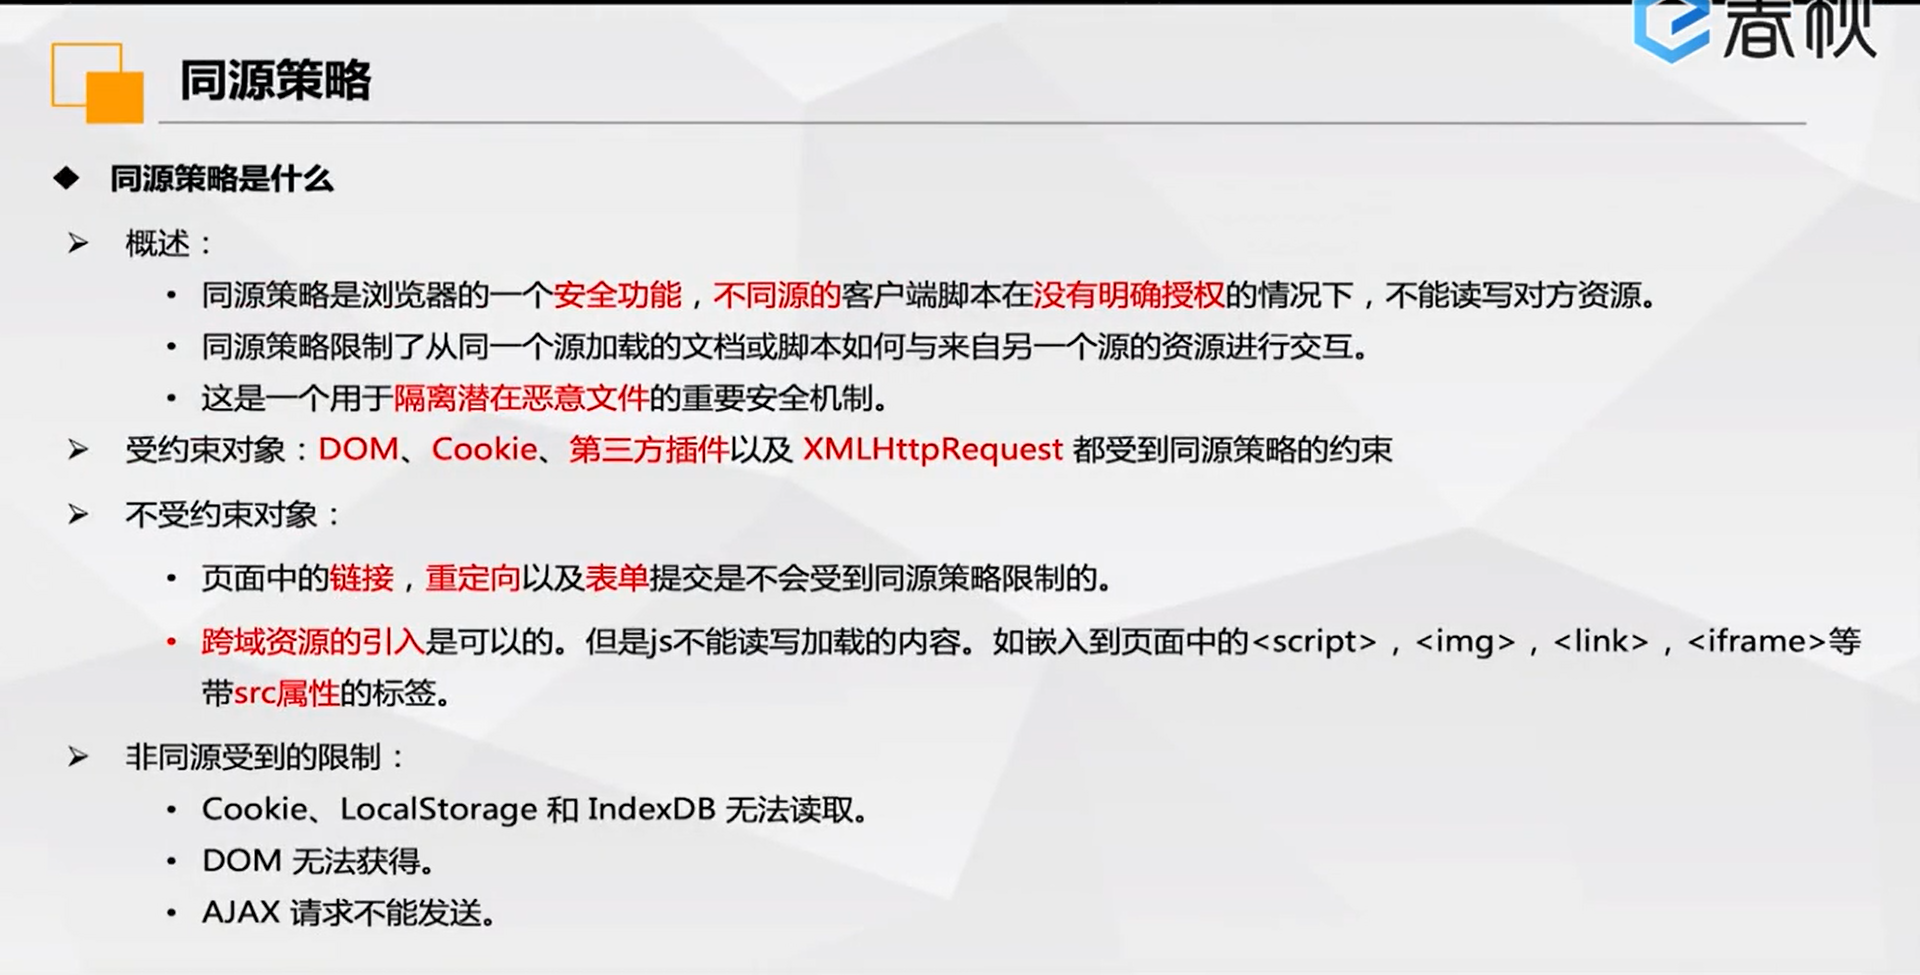 春秋
同源策略
◆ 同源策略是什么
➢ 概述：
• 同源策略是浏览器的一个安全功能，不同源的客户端脚本在没有明确授权的情况下，不能读写对方资源。
• 同源策略限制了从同一个源加载的文档或脚本如何与来自另一个源的资源进行交互。
• 这是一个用于隔离潜在恶意文件的重要安全机制。
➢ 受约束对象：DOM、Cookie、第三方插件以及 XMLHttpRequest 都受到同源策略的约束
➢ 不受约束对象：
• 页面中的链接，重定向以及表单提交是不会受到同源策略限制的。
• 跨域资源的引入是可以的。但是js不能读写加载的内容。如嵌入到页面中的<script>，<img>，<link>，<iframe>等
带src属性的标签。
➢ 非同源受到的限制：
• Cookie、LocalStorage 和 IndexDB 无法读取。
• DOM 无法获得。
• AJAX 请求不能发送。